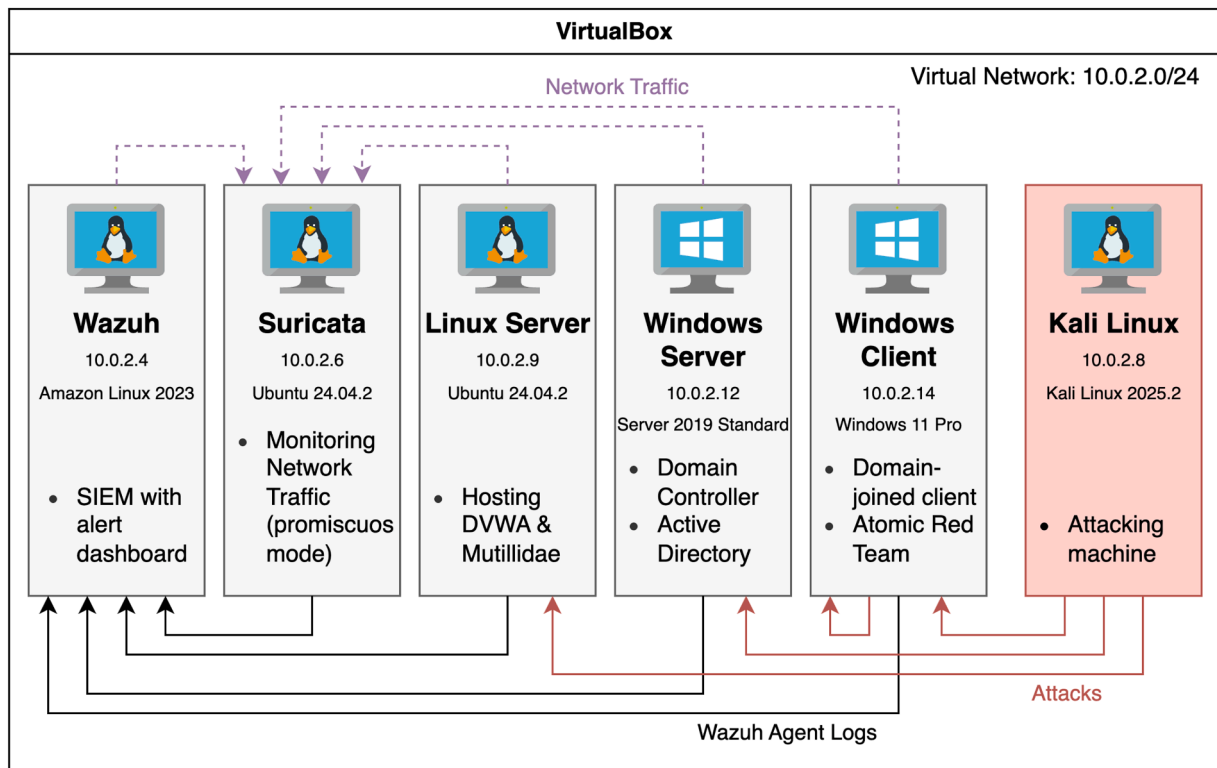 VirtualBox
Virtual Network: 10.0.2.0/24
Network Traffic
Wazuh
10.0.2.4
Amazon Linux 2023
• SIEM with
alert
dashboard
Suricata
10.0.2.6
Ubuntu 24.04.2
• Monitoring
Network
Traffic
(promiscuos
mode)
Linux Server
10.0.2.9
Ubuntu 24.04.2
• Hosting
DVWA &
Mutillidae
Windows
Server
10.0.2.12
Server 2019 Standard
• Domain
Controller
• Active
Directory
Windows
Client
10.0.2.14
Windows 11 Pro
• Domain-
joined client
• Atomic Red
Team
Kali Linux
10.0.2.8
Kali Linux 2025.2
• Attacking
machine
Attacks
Wazuh Agent Logs